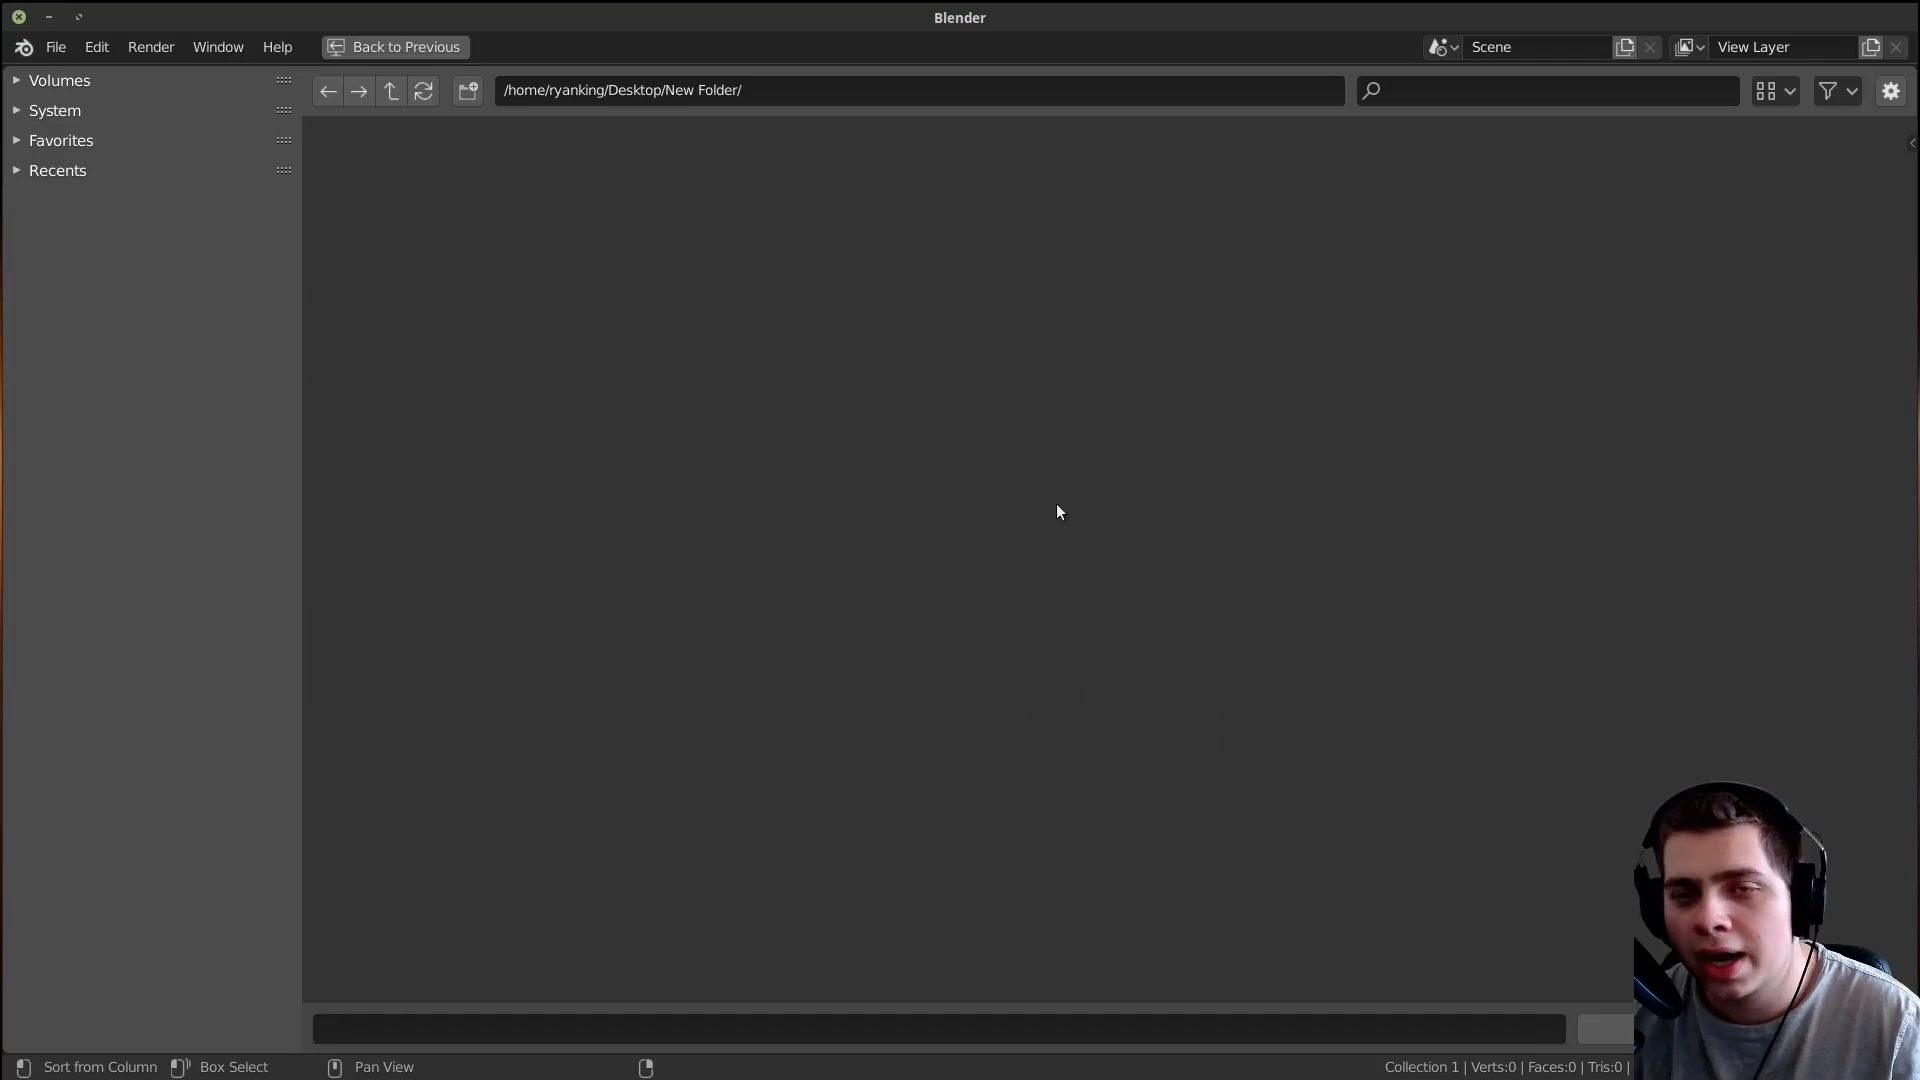 Blender
File Edit Render Window Help Back to Previous Scene View Layer
Volumes
System
Favorites
Recents
/home/ryanking/Desktop/New Folder/
Sort from Column Box Select Pan View Collection 1 | Verts:0 | Faces:0 | Tris:0 |